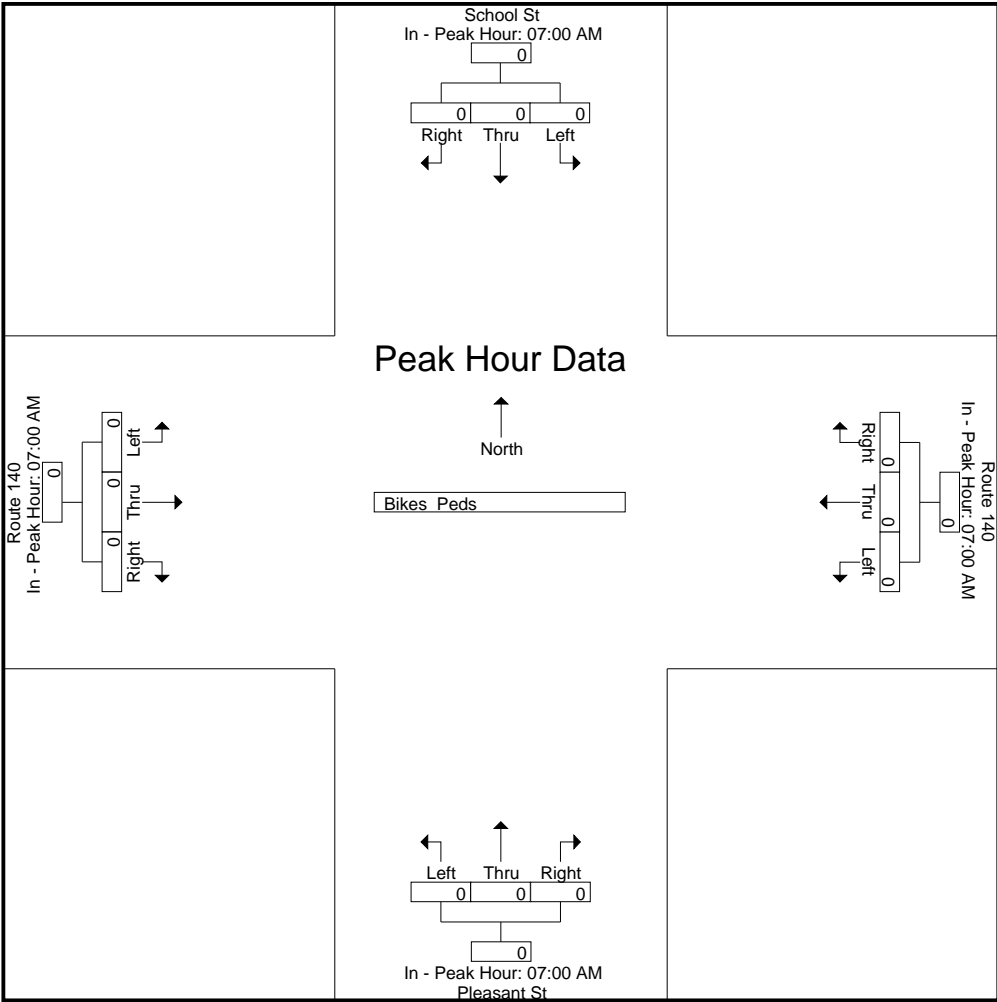 School St
In - Peak Hour: 07:00 AM
0
0 0 0
Right Thru Left
Peak Hour Data
North
Bikes Peds
Route 140
In - Peak Hour: 07:00 AM
0
0 0 0
Left Thru Right
Route 140
In - Peak Hour: 07:00 AM
0
0 0 0
Right Thru Left
Left Thru Right
0 0 0
0
In - Peak Hour: 07:00 AM
Pleasant St